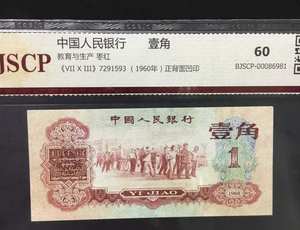 JSCP
中国人民银行 壹角
教育与生产 枣红
《VII X III》7291593 (1960年) 正背面凹印
60
BJSCP-00086981
中国人民银行
壹角
1
YI JIAO
1960